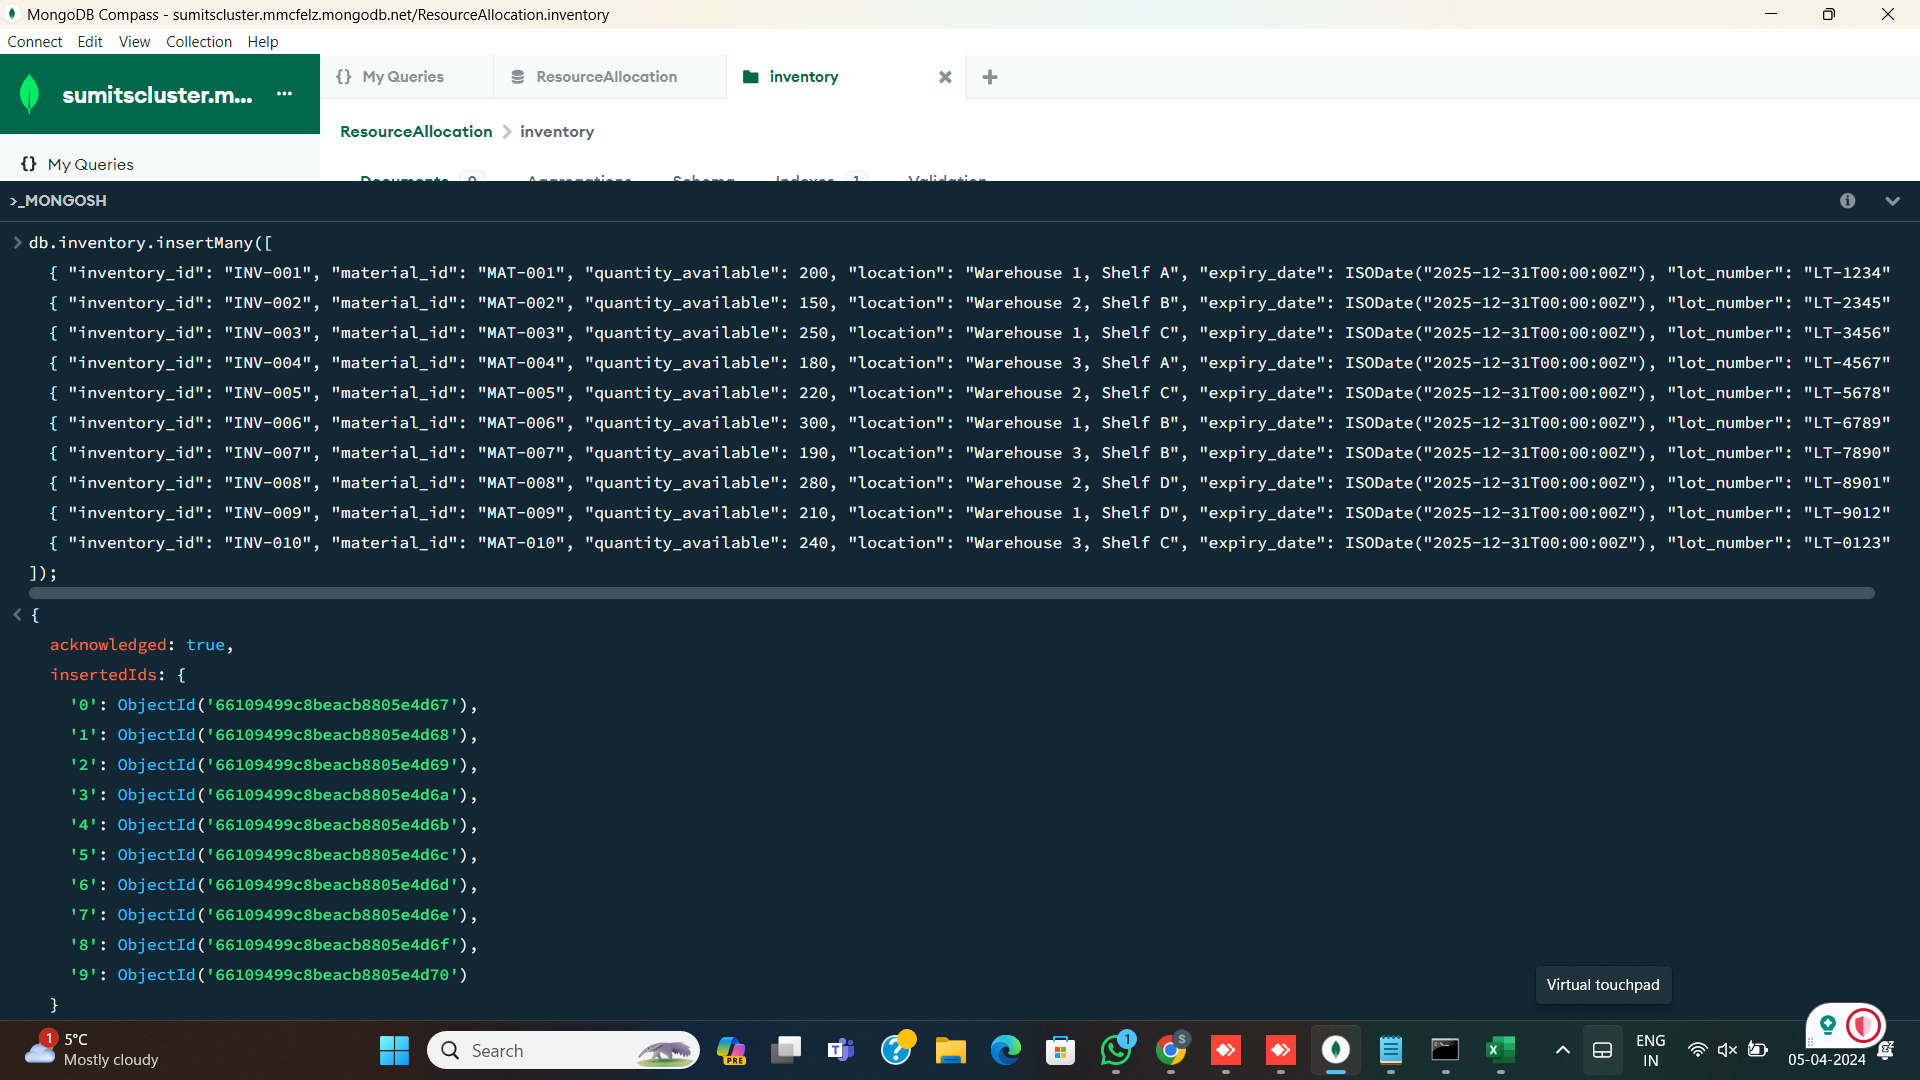 MongoDB Compass - sumitscluster.mmcfelz.mongodb.net/ResourceAllocation.inventory
Connect Edit View Collection Help
sumitscluster.m... ...
{} My Queries
ResourceAllocation
inventory
ResourceAllocation > inventory
{} My Queries
Documents 0 Aggregations Schema Indexes 1 Validation
>_MONGOSH
> db.inventory.insertMany([
{ "inventory_id": "INV-001", "material_id": "MAT-001", "quantity_available": 200, "location": "Warehouse 1, Shelf A", "expiry_date": ISODate("2025-12-31T00:00:00Z"), "lot_number": "LT-1234"
{ "inventory_id": "INV-002", "material_id": "MAT-002", "quantity_available": 150, "location": "Warehouse 2, Shelf B", "expiry_date": ISODate("2025-12-31T00:00:00Z"), "lot_number": "LT-2345"
{ "inventory_id": "INV-003", "material_id": "MAT-003", "quantity_available": 250, "location": "Warehouse 1, Shelf C", "expiry_date": ISODate("2025-12-31T00:00:00Z"), "lot_number": "LT-3456"
{ "inventory_id": "INV-004", "material_id": "MAT-004", "quantity_available": 180, "location": "Warehouse 3, Shelf A", "expiry_date": ISODate("2025-12-31T00:00:00Z"), "lot_number": "LT-4567"
{ "inventory_id": "INV-005", "material_id": "MAT-005", "quantity_available": 220, "location": "Warehouse 2, Shelf C", "expiry_date": ISODate("2025-12-31T00:00:00Z"), "lot_number": "LT-5678"
{ "inventory_id": "INV-006", "material_id": "MAT-006", "quantity_available": 300, "location": "Warehouse 1, Shelf B", "expiry_date": ISODate("2025-12-31T00:00:00Z"), "lot_number": "LT-6789"
{ "inventory_id": "INV-007", "material_id": "MAT-007", "quantity_available": 190, "location": "Warehouse 3, Shelf B", "expiry_date": ISODate("2025-12-31T00:00:00Z"), "lot_number": "LT-7890"
{ "inventory_id": "INV-008", "material_id": "MAT-008", "quantity_available": 280, "location": "Warehouse 2, Shelf D", "expiry_date": ISODate("2025-12-31T00:00:00Z"), "lot_number": "LT-8901"
{ "inventory_id": "INV-009", "material_id": "MAT-009", "quantity_available": 210, "location": "Warehouse 1, Shelf D", "expiry_date": ISODate("2025-12-31T00:00:00Z"), "lot_number": "LT-9012"
{ "inventory_id": "INV-010", "material_id": "MAT-010", "quantity_available": 240, "location": "Warehouse 3, Shelf C", "expiry_date": ISODate("2025-12-31T00:00:00Z"), "lot_number": "LT-0123"
]);
< {
acknowledged: true,
insertedIds: {
'0': ObjectId('66109499c8beacb8805e4d67'),
'1': ObjectId('66109499c8beacb8805e4d68'),
'2': ObjectId('66109499c8beacb8805e4d69'),
'3': ObjectId('66109499c8beacb8805e4d6a'),
'4': ObjectId('66109499c8beacb8805e4d6b'),
'5': ObjectId('66109499c8beacb8805e4d6c'),
'6': ObjectId('66109499c8beacb8805e4d6d'),
'7': ObjectId('66109499c8beacb8805e4d6e'),
'8': ObjectId('66109499c8beacb8805e4d6f'),
'9': ObjectId('66109499c8beacb8805e4d70')
}
Virtual touchpad
1
5°C
Mostly cloudy
Search
PRE
1
S
ENG
IN
05-04-2024